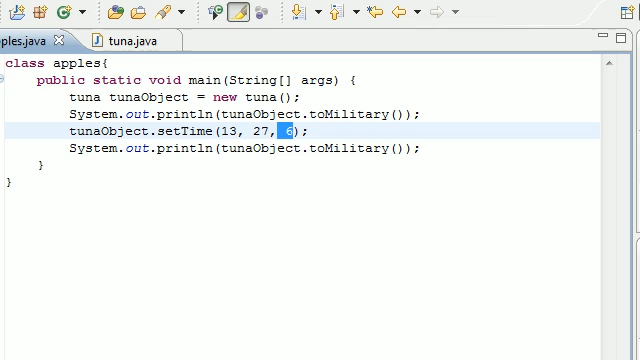 pples.java tuna.java
class apples{
public static void main(String[] args) {
tuna tunaObject = new tuna();
System.out.println(tunaObject.toMilitary());
tunaObject.setTime(13, 27, 6);
System.out.println(tunaObject.toMilitary());
}
}